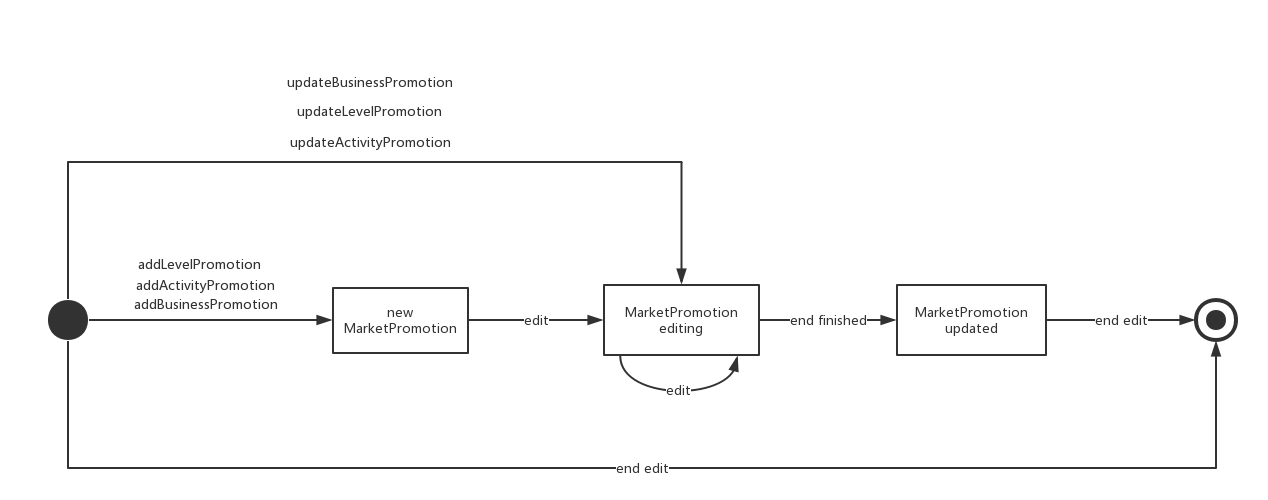 updateBusinessPromotion
updateLevelPromotion
updateActivityPromotion
addLevelPromotion
addActivityPromotion
addBusinessPromotion
new
MarketPromotion
edit
MarketPromotion
editing
end finished
MarketPromotion
updated
end edit
edit
end edit